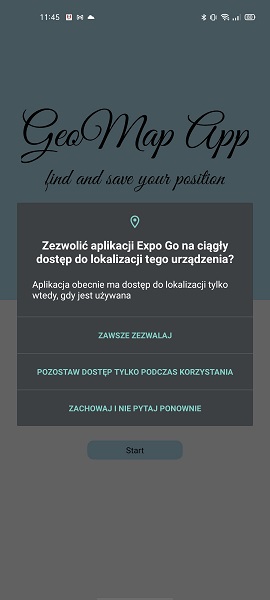 11:45
GeoMap App
find and save your position
Zezwolić aplikacji Expo Go na ciągły
dostęp do lokalizacji tego urządzenia?
Aplikacja obecnie ma dostęp do lokalizacji tylko
wtedy, gdy jest używana
ZAWSZE ZEZWALAJ
POZOSTAW DOSTĘP TYLKO PODCZAS KORZYSTANIA
ZACHOWAJ I NIE PYTAJ PONOWNIE
Start